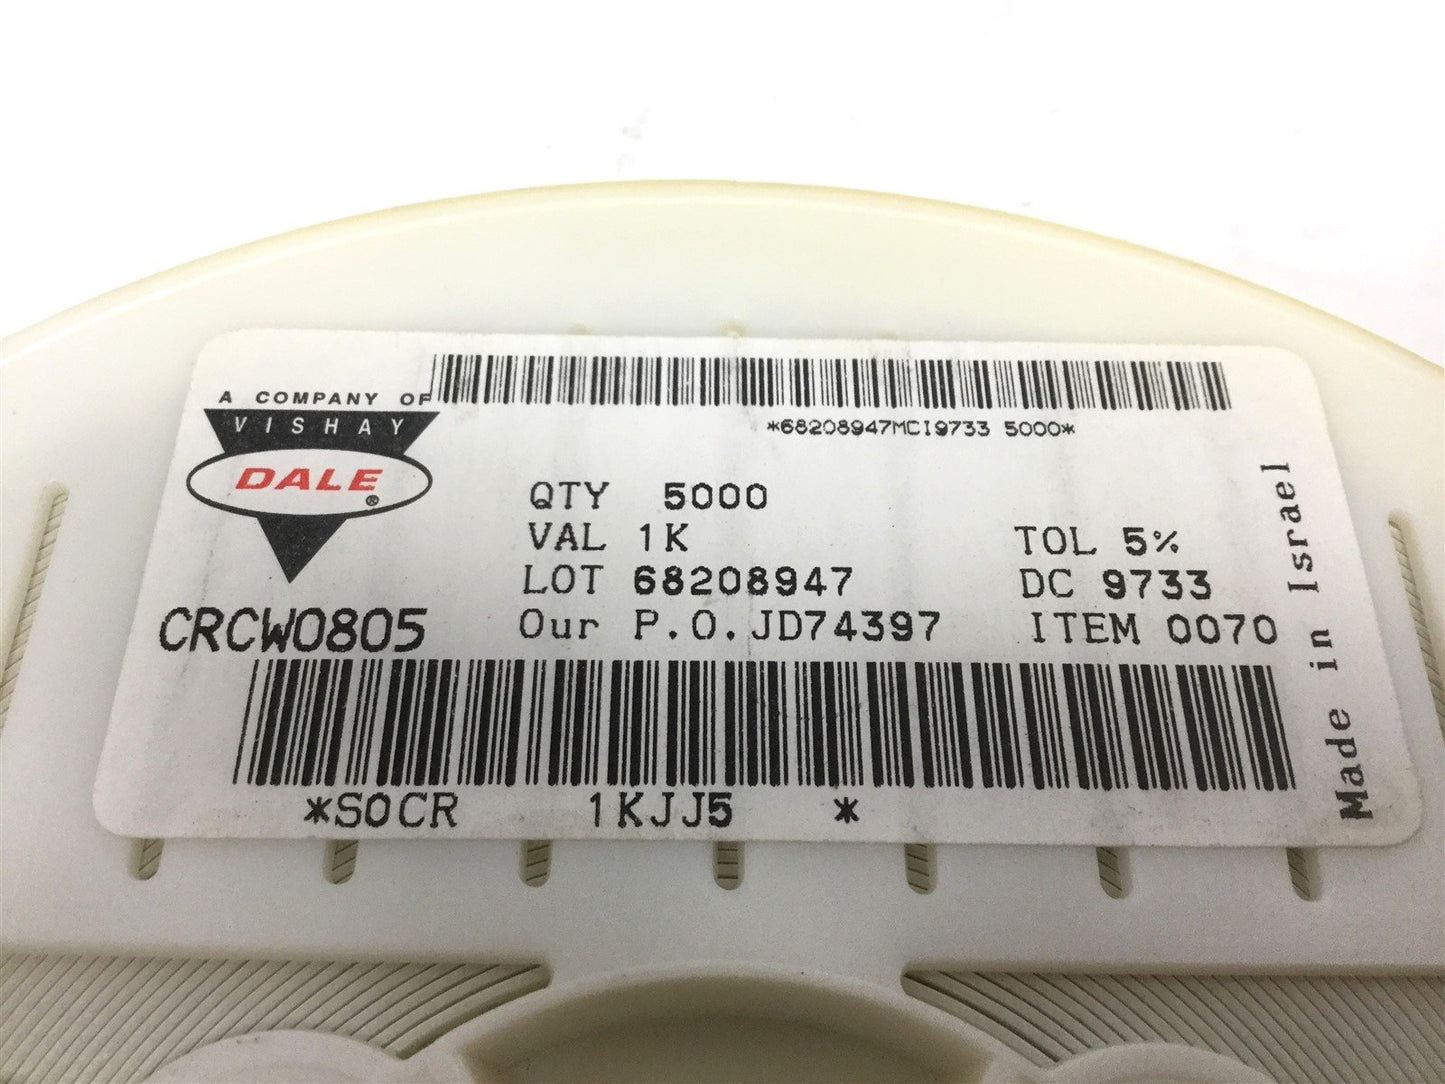 A COMPANY OF
VISHAY
DALE®
*68208947MCI9733 5000*
QTY 5000
VAL 1K
TOL 5%
LOT 68208947
DC 9733
CRCW0805
Our P.O.JD74397
ITEM 0070
*S0CR 1KJJ5 *
Made in Israel